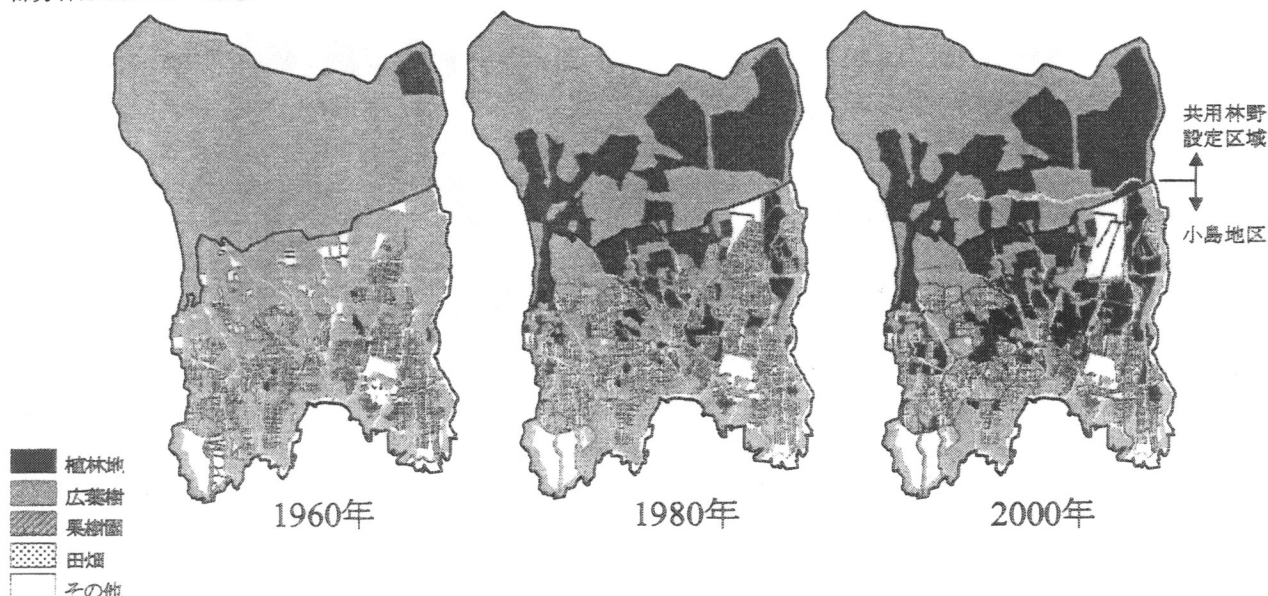 共用林野
設定区域
小島地区
植林地
広葉樹
果樹園
田畑
その他
1960年
1980年
2000年